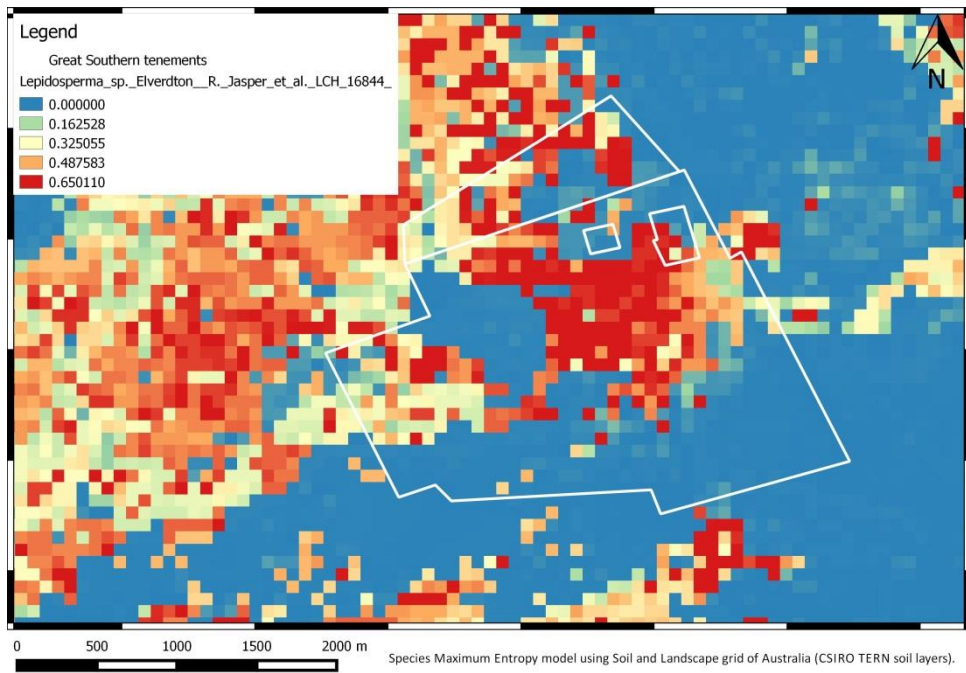 Legend
Great Southern tenements
Lepidosperma_sp._Elverdton__R._Jasper_et_al._LCH_16844_
0.000000
0.162528
0.325055
0.487583
0.650110
N
0 500 1000 1500 2000 m
Species Maximum Entropy model using Soil and Landscape grid of Australia (CSIRO TERN soil layers).